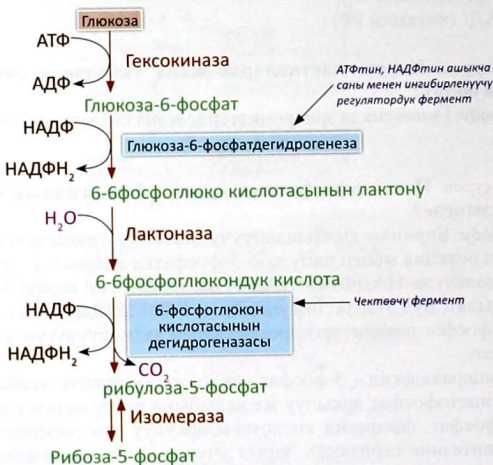 Глюкоза
АТФ
Гексокиназа
АДФ
АТФтин, НАДФтин ашыкча
саны менен ингибирленүүчү
регулятордук фермент
Глюкоза-6-фосфат
НАДФ
Глюкоза-6-фосфатдегидрогенеза
НАДФН2
6-6фосфоглюко кислотасынын лактону
H2O
Лактоназа
6-6фосфоглюкондук кислота
НАДФ
6-фосфоглюкон
кислотасынын
дегидрогеназасы
Чектөөчү фермент
НАДФН2
CO2
рибулоза-5-фосфат
Изомераза
Рибоза-5-фосфат